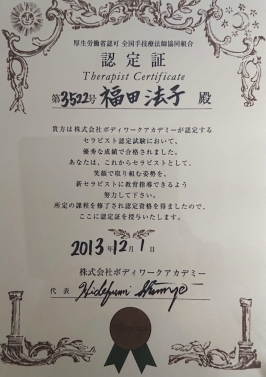 厚生労働省認可 全国手技療法師協同組合
認定証
Therapist Certificate
第3522号 福田法子 殿
貴方は株式会社ボディワークアカデミーが認定する
セラピスト認定試験において、
優秀な成績で合格されました。
あなたは、これからセラピストとして、
笑顔で取り組む姿勢を、
新セラピストに教育指導できるよう
努力して下さい。
所定の課程を修了され認定資格を得ましたので、
ここに認定証を授与いたします。
2013年12月1日
株式会社ボディワークアカデミー
代表 Hidefumi